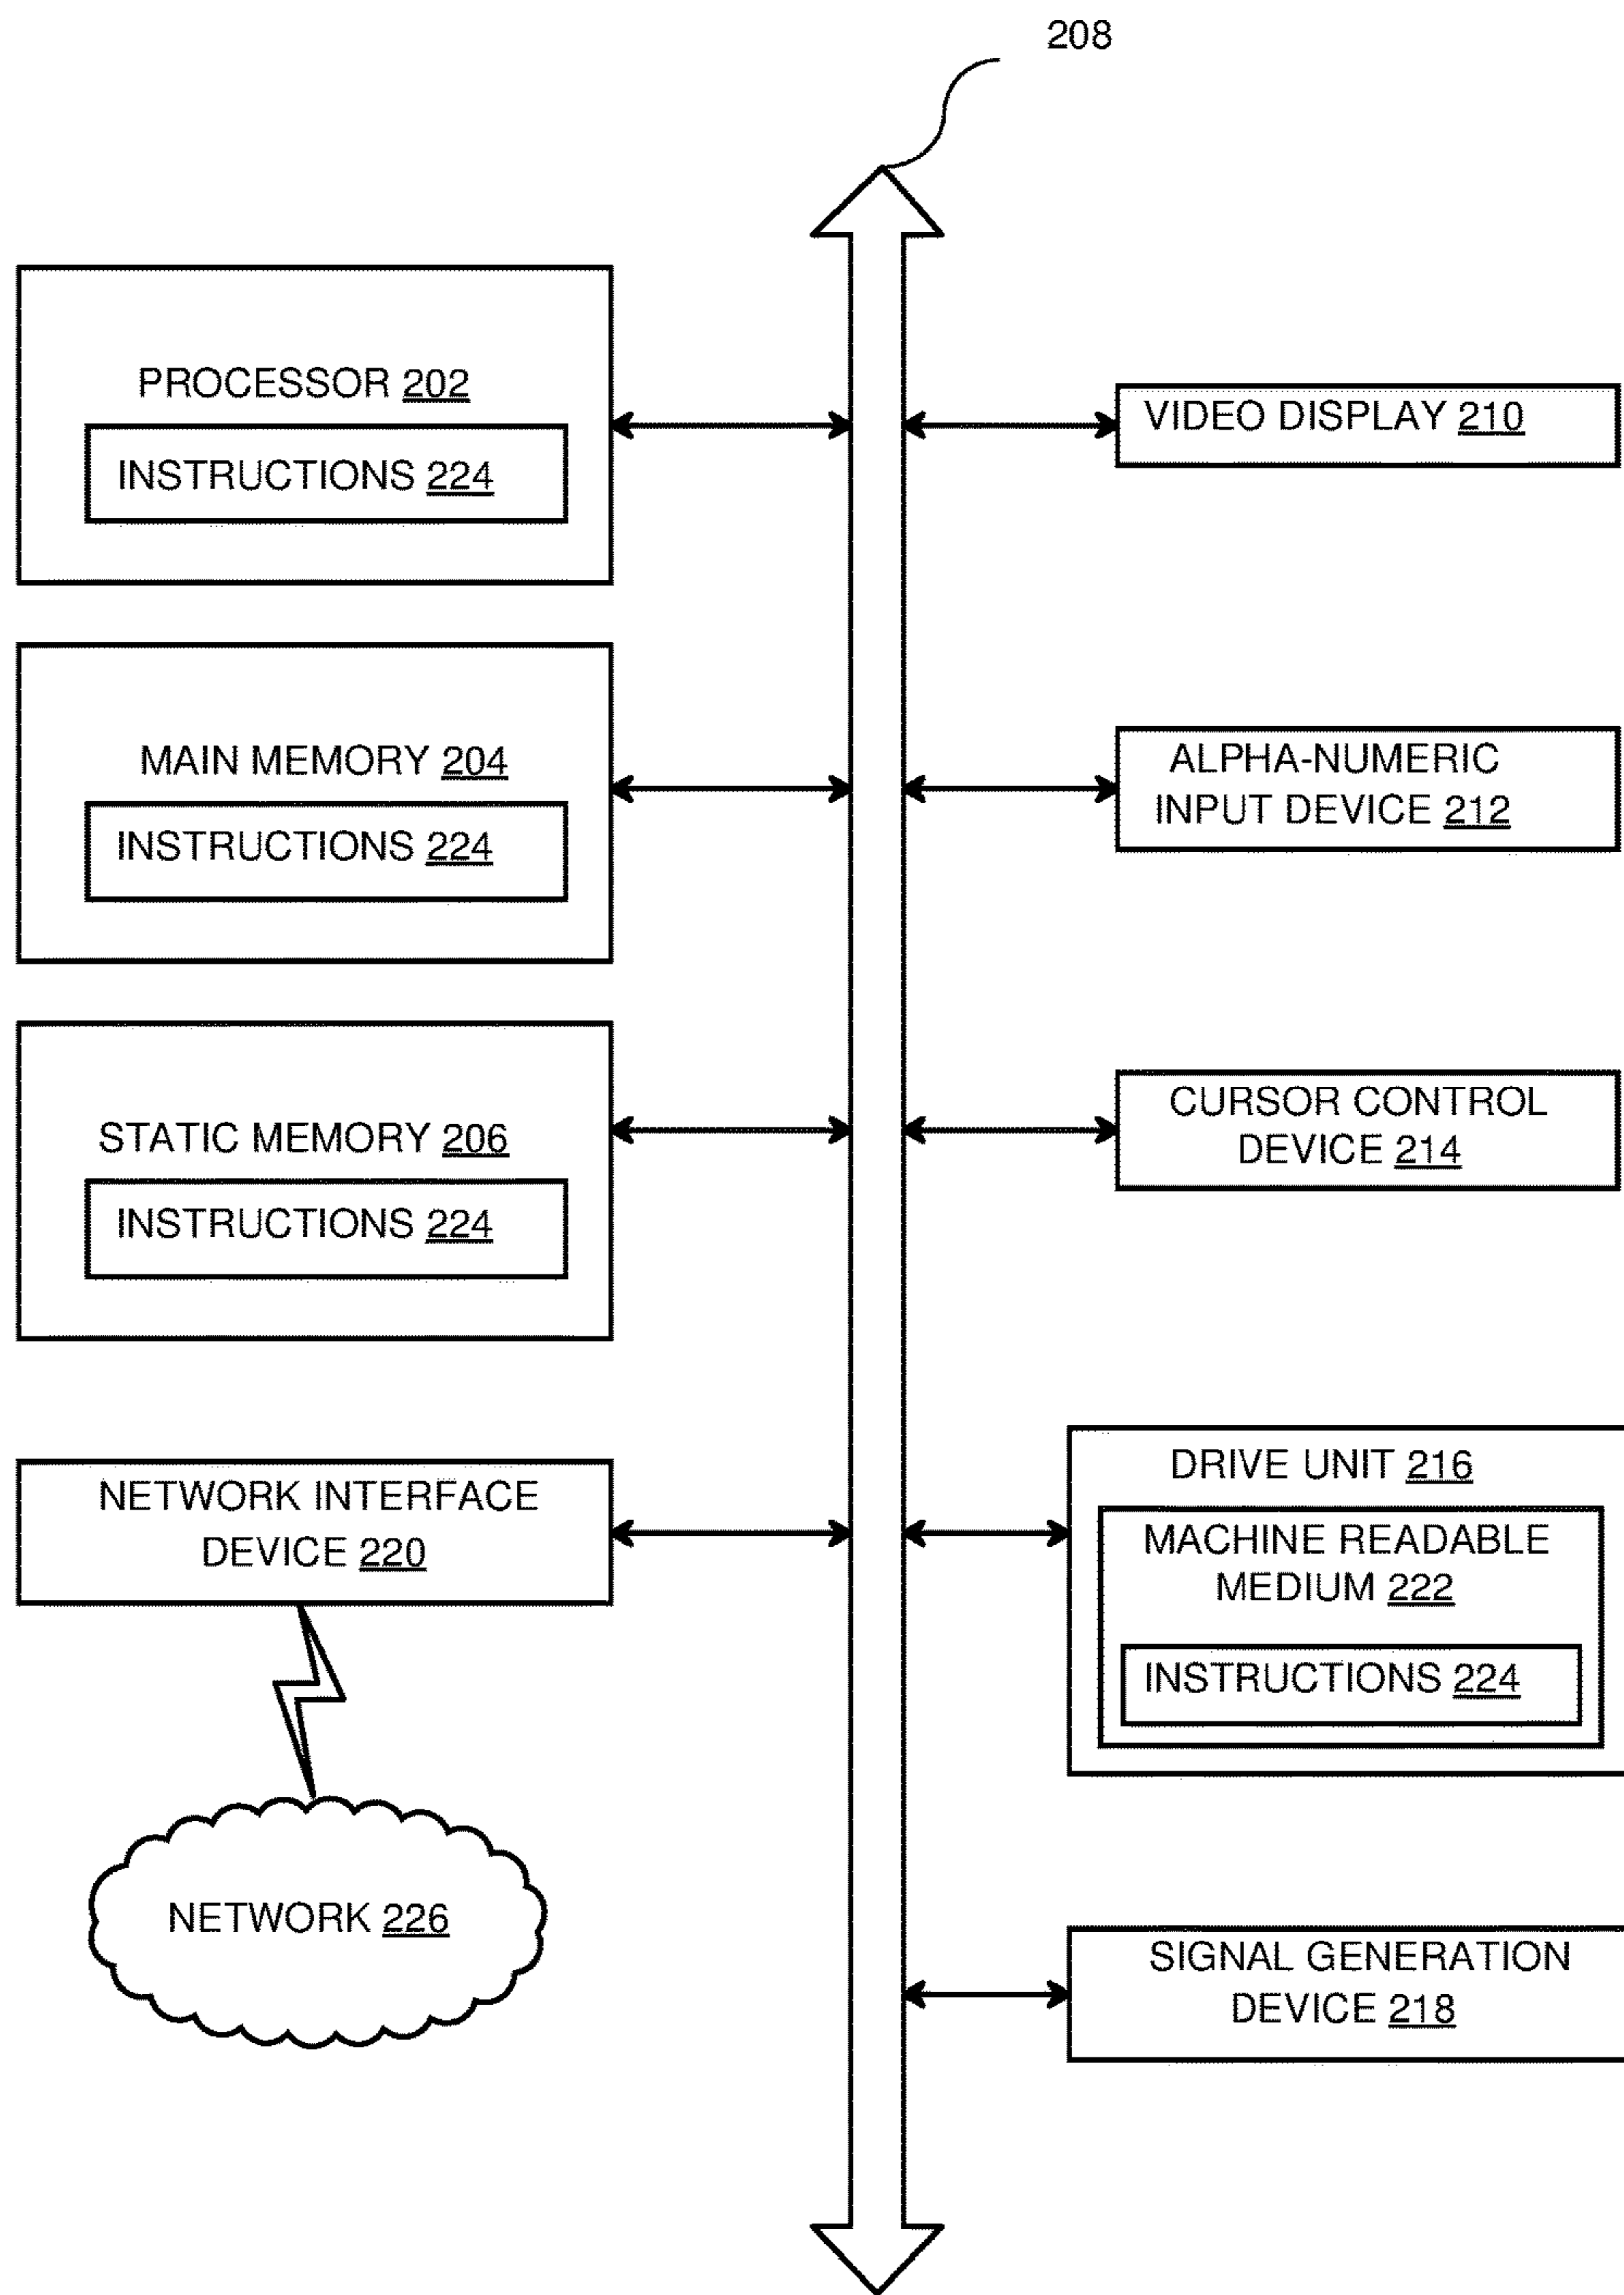 208
PROCESSOR 202
INSTRUCTIONS 224
MAIN MEMORY 204
INSTRUCTIONS 224
STATIC MEMORY 206
INSTRUCTIONS 224
NETWORK INTERFACE
DEVICE 220
NETWORK 226
VIDEO DISPLAY 210
ALPHA-NUMERIC
INPUT DEVICE 212
CURSOR CONTROL
DEVICE 214
DRIVE UNIT 216
MACHINE READABLE
MEDIUM 222
INSTRUCTIONS 224
SIGNAL GENERATION
DEVICE 218